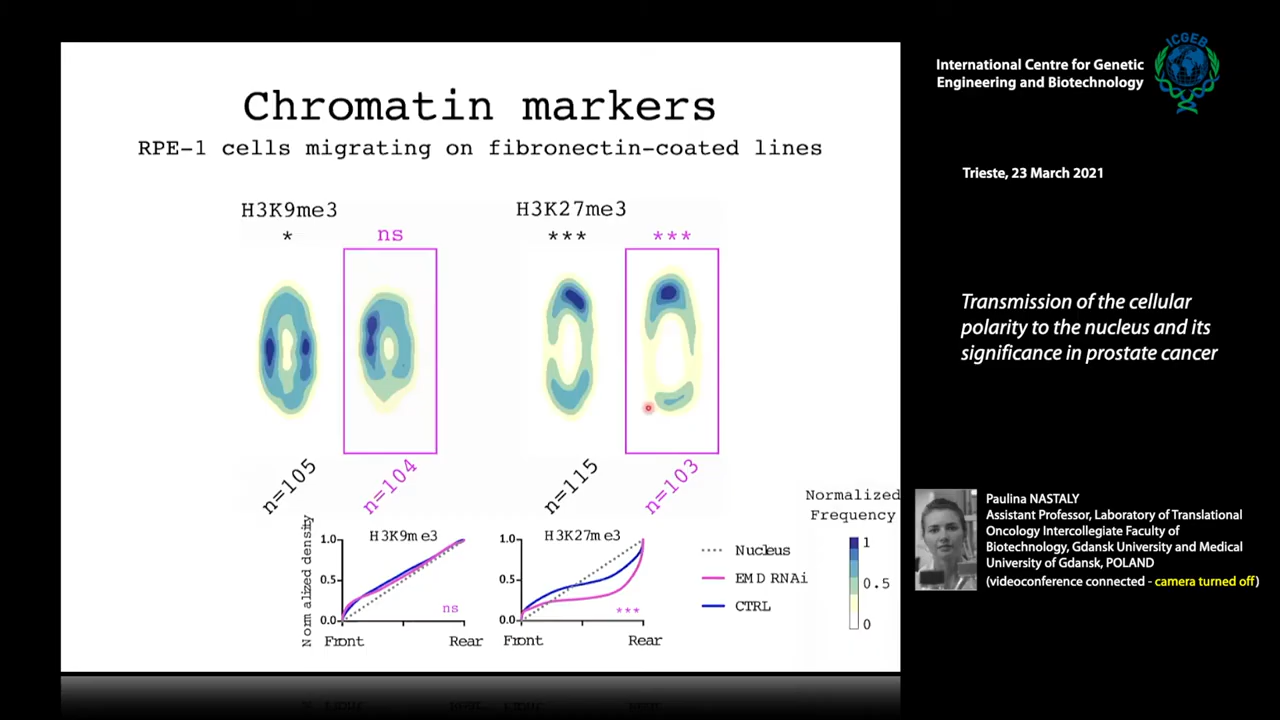 Chromatin markers
RPE-1 cells migrating on fibronectin-coated lines
H3K9me3
*
ns
H3K27me3
***
***
n=105
n=104
n=115
n=103
Normalized
Frequency
1
0.5
0
Normalized density
1.0
0.5
0.0
H3K9me3
ns
Front
Rear
1.0
0.5
0.0
H3K27me3
***
Front
Rear
Nucleus
EMD RNAi
CTRL
ICGEB
International Centre for Genetic
Engineering and Biotechnology
Trieste, 23 March 2021
Transmission of the cellular
polarity to the nucleus and its
significance in prostate cancer
Paulina NASTALY
Assistant Professor, Laboratory of Translational
Oncology Intercollegiate Faculty of
Biotechnology, Gdansk University and Medical
University of Gdansk, POLAND
(videoconference connected - camera turned off)